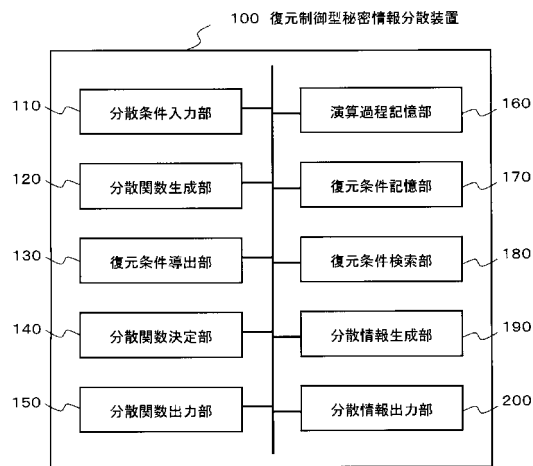 100 復元制御型秘密情報分散装置
110 分散条件入力部
演算過程記憶部 160
120 分散関数生成部
復元条件記憶部 170
130 復元条件導出部
復元条件検索部 180
140 分散関数決定部
分散情報生成部 190
150 分散関数出力部
分散情報出力部 200